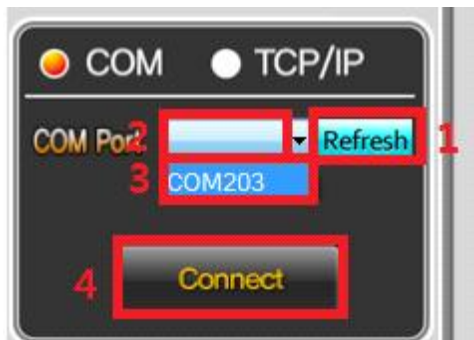 COM TCP/IP
COM Port 2 Refresh 1
3 COM203
4 Connect